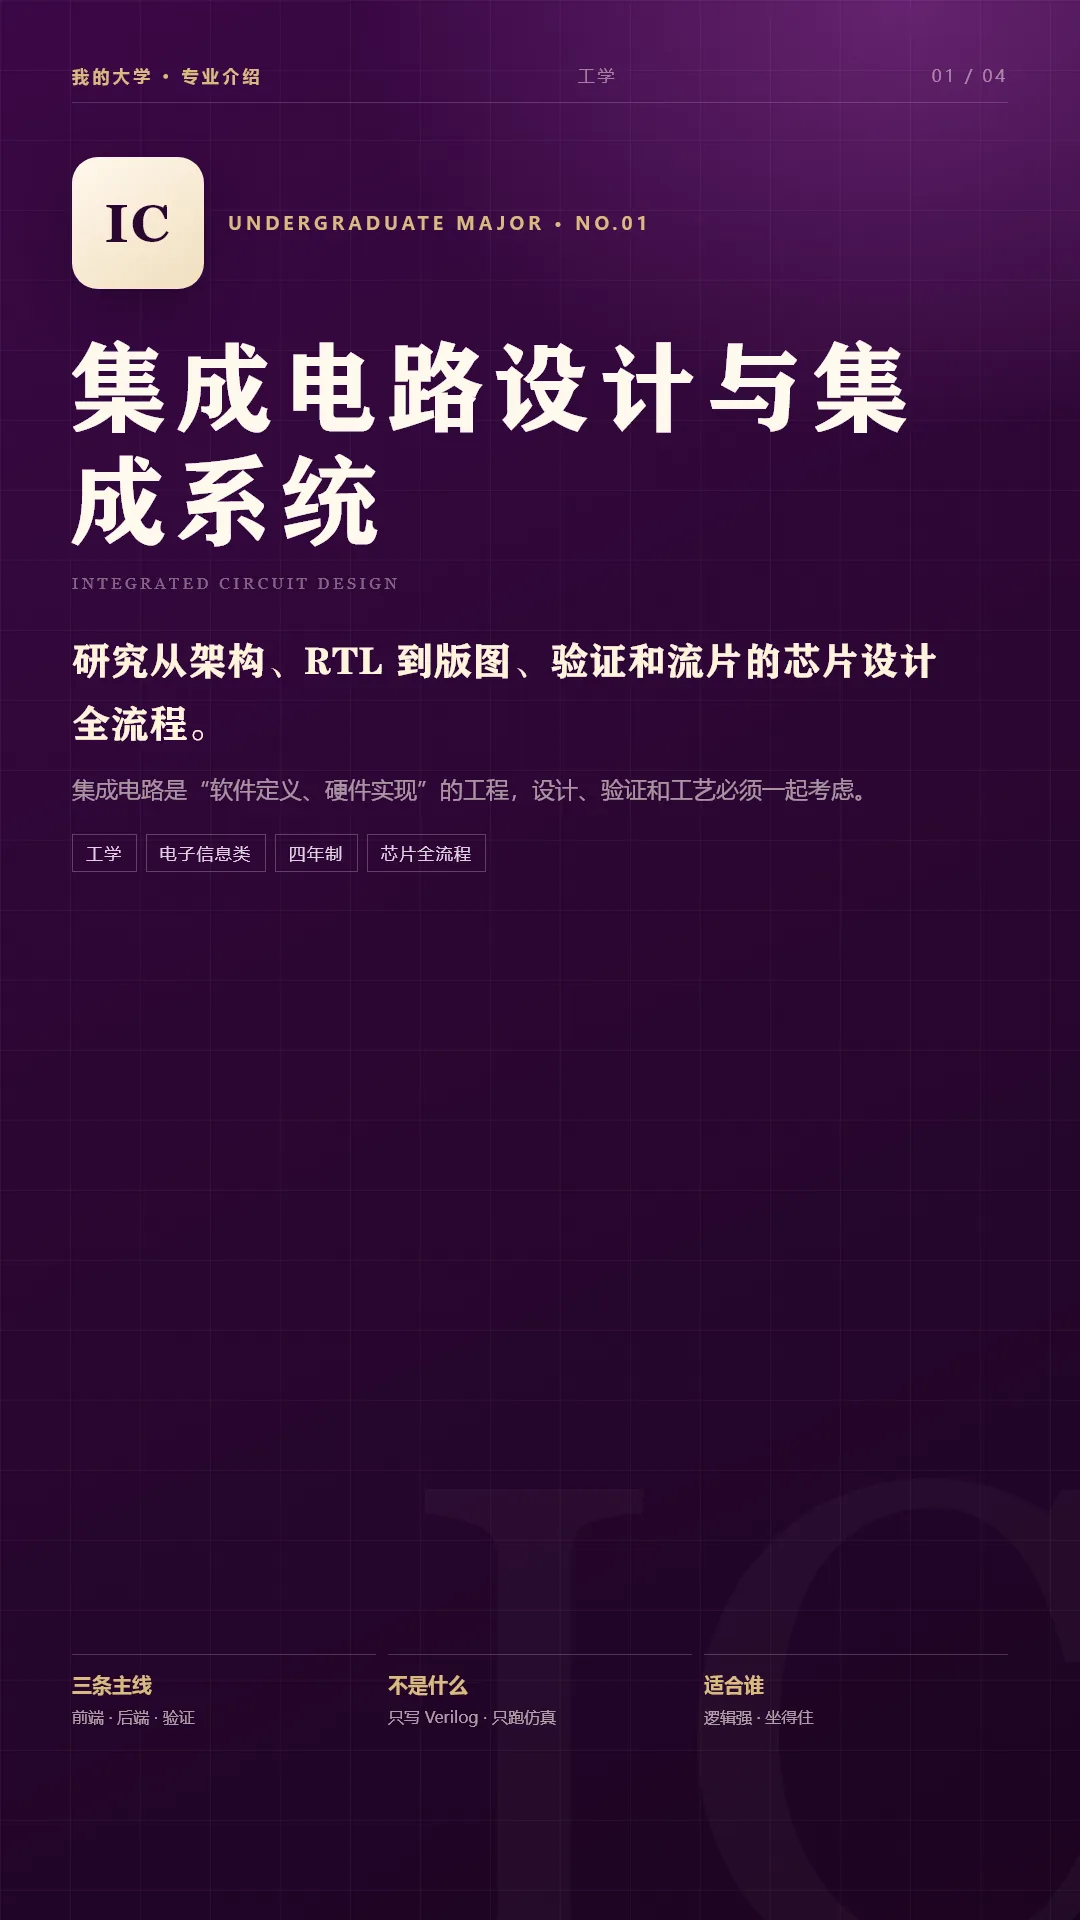 我的大学 · 专业介绍
工学
01 / 04
IC
UNDERGRADUATE MAJOR · NO.01
集成电路设计与集
成系统
INTEGRATED CIRCUIT DESIGN
研究从架构、RTL 到版图、验证和流片的芯片设计
全流程。
集成电路是“软件定义、硬件实现”的工程，设计、验证和工艺必须一起考虑。
工学
电子信息类
四年制
芯片全流程
IC
三条主线
前端 · 后端 · 验证
不是什么
只写 Verilog · 只跑仿真
适合谁
逻辑强 · 坐得住